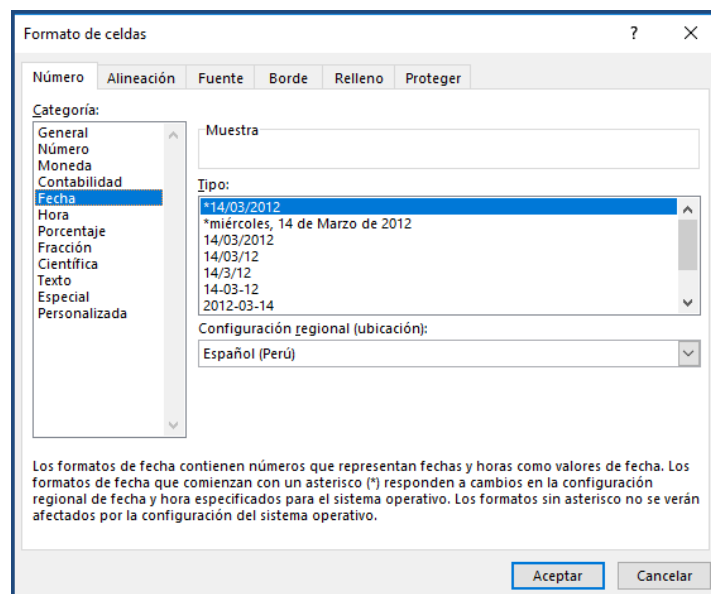 Formato de celdas ? X
Número Alineación Fuente Borde Relleno Proteger
Categoría:
General
Número
Moneda
Contabilidad
Fecha
Hora
Porcentaje
Fracción
Científica
Texto
Especial
Personalizada
Muestra
Tipo:
*14/03/2012
*miércoles, 14 de Marzo de 2012
14/03/2012
14/03/12
14/3/12
14-03-12
2012-03-14
Configuración regional (ubicación):
Español (Perú)
Los formatos de fecha contienen números que representan fechas y horas como valores de fecha. Los
formatos de fecha que comienzan con un asterisco (*) responden a cambios en la configuración
regional de fecha y hora especificados para el sistema operativo. Los formatos sin asterisco no se verán
afectados por la configuración del sistema operativo.
Aceptar Cancelar